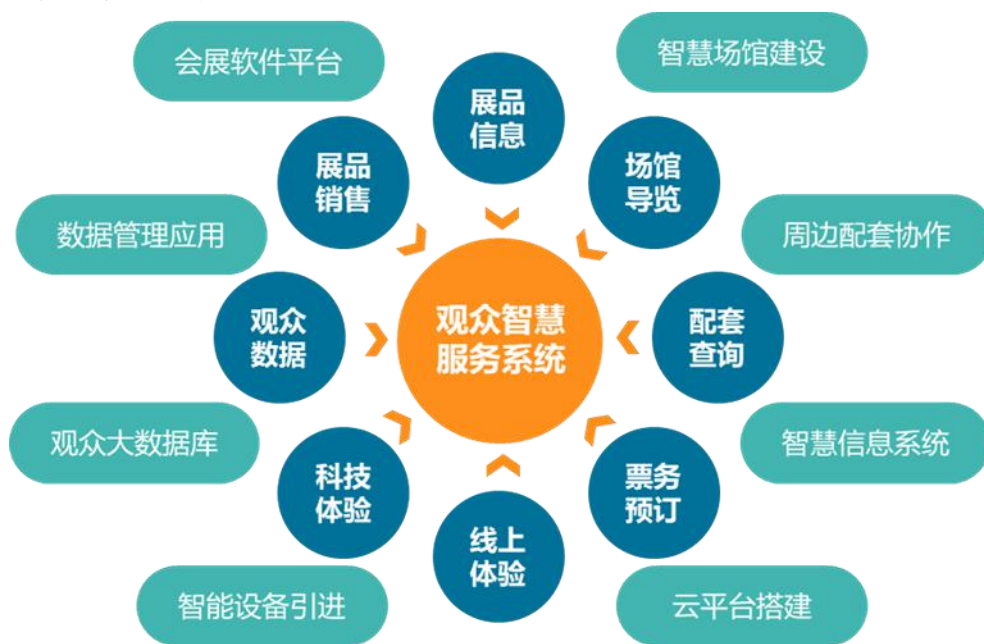 会展软件平台
智慧场馆建设
展品
信息
展品
销售
场馆
导览
数据管理应用
周边配套协作
观众
数据
观众智慧
服务系统
配套
查询
观众大数据库
智慧信息系统
科技
体验
票务
预订
线上
体验
智能设备引进
云平台搭建